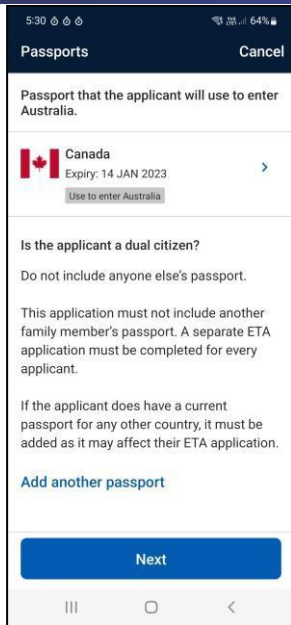 5:30
64%
Passports Cancel
Passport that the applicant will use to enter
Australia.
Canada
Expiry: 14 JAN 2023
Use to enter Australia
Is the applicant a dual citizen?
Do not include anyone else's passport.
This application must not include another
family member's passport. A separate ETA
application must be completed for every
applicant.
If the applicant does have a current
passport for any other country, it must be
added as it may affect their ETA application.
Add another passport
Next